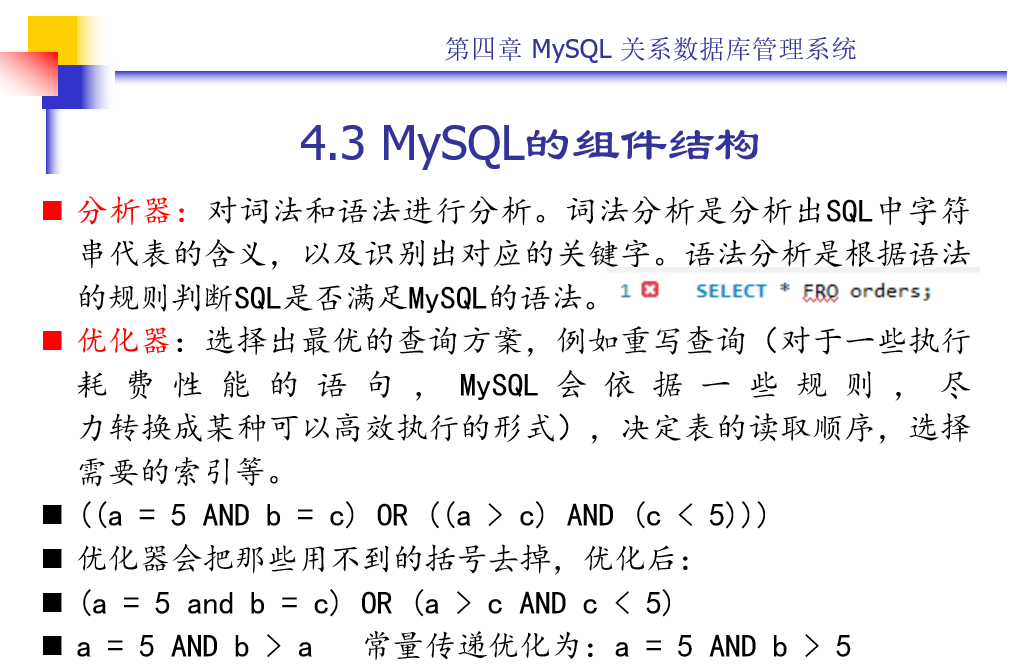 第四章 MySQL 关系数据库管理系统
4.3 MySQL的组件结构
分析器：对词法和语法进行分析。词法分析是分析出SQL中字符
串代表的含义，以及识别出对应的关键字。语法分析是根据语法
的规则判断SQL是否满足MySQL的语法。
1 SELECT * FRO orders;
优化器：选择出最优的查询方案，例如重写查询（对于一些执行
耗费性能的语句，MySQL会依据一些规则，尽
力转换成某种可以高效执行的形式），决定表的读取顺序，选择
需要的索引等。
((a = 5 AND b = c) OR ((a > c) AND (c < 5)))
优化器会把那些用不到的括号去掉，优化后：
(a = 5 and b = c) OR (a > c AND c < 5)
a = 5 AND b > a 常量传递优化为：a = 5 AND b > 5